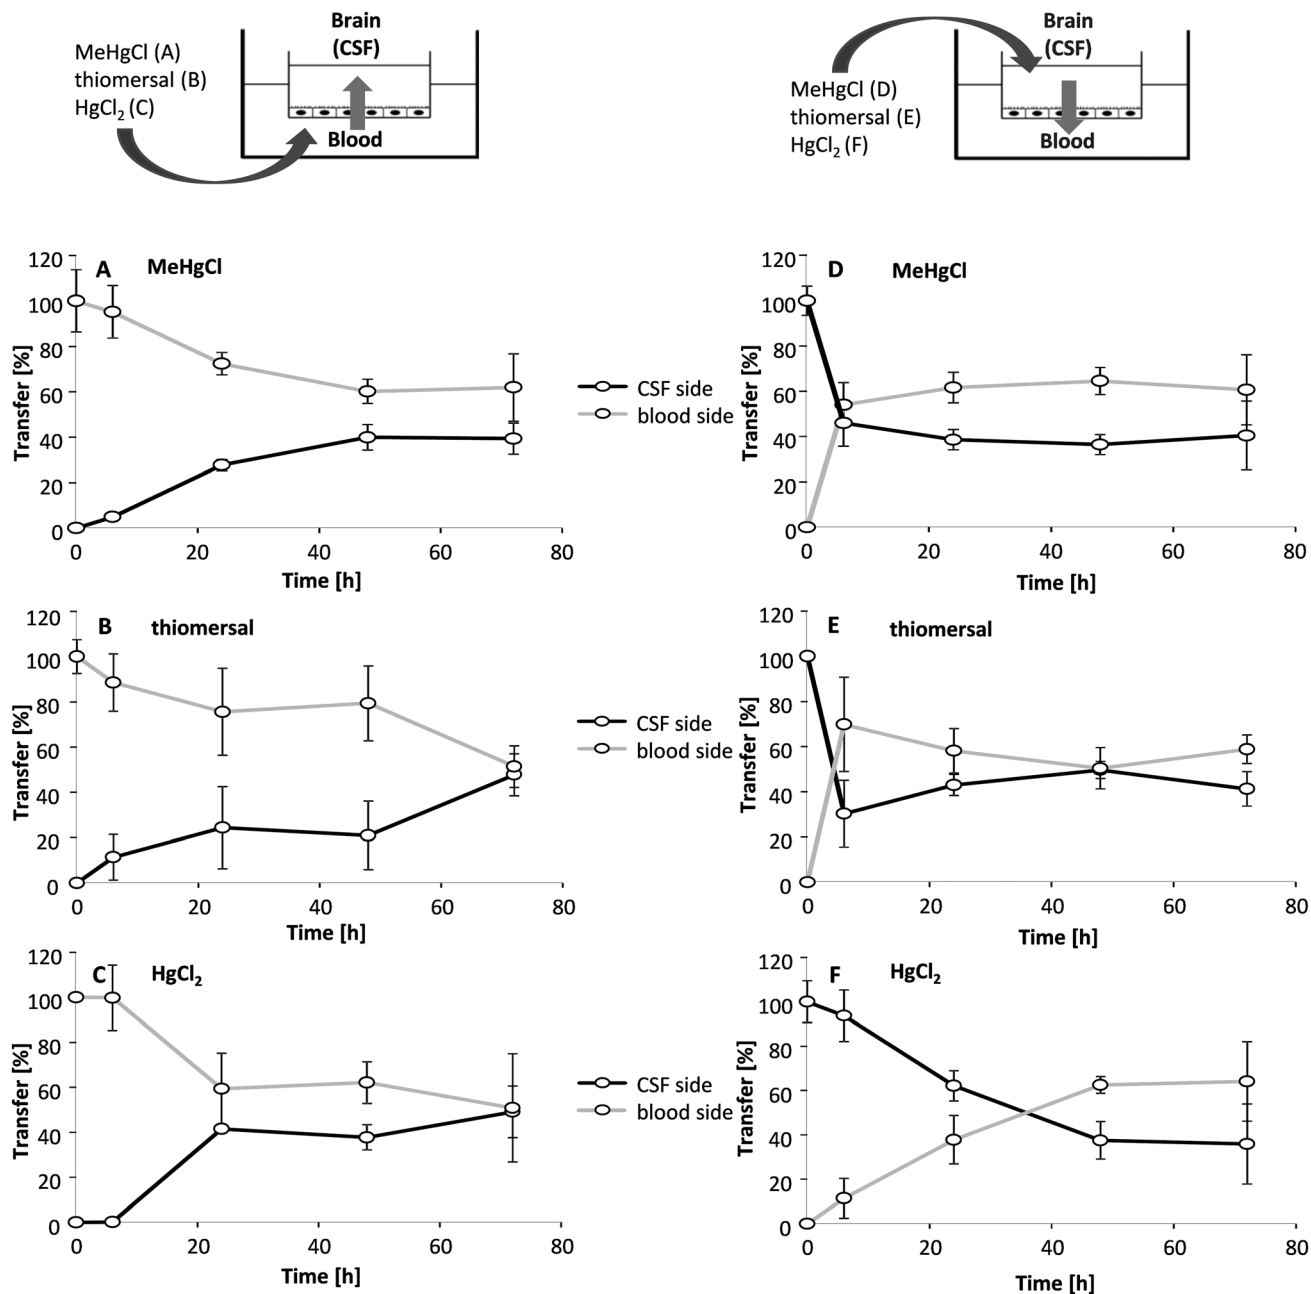 MeHgCl (A)
thiomersal (B)
HgCl₂ (C)
Brain
(CSF)
Blood
MeHgCl (D)
thiomersal (E)
HgCl₂ (F)
Brain
(CSF)
Blood
A MeHgCl
Transfer [%]
120
100
80
60
40
20
0
0 20 40 60 80
Time [h]
CSF side
blood side
D MeHgCl
Transfer [%]
120
100
80
60
40
20
0
0 20 40 60 80
Time [h]
B thiomersal
Transfer [%]
120
100
80
60
40
20
0
0 20 40 60 80
Time [h]
CSF side
blood side
E thiomersal
Transfer [%]
120
100
80
60
40
20
0
0 20 40 60 80
Time [h]
C HgCl₂
Transfer [%]
120
100
80
60
40
20
0
0 20 40 60 80
Time [h]
CSF side
blood side
F HgCl₂
Transfer [%]
120
100
80
60
40
20
0
0 20 40 60 80
Time [h]